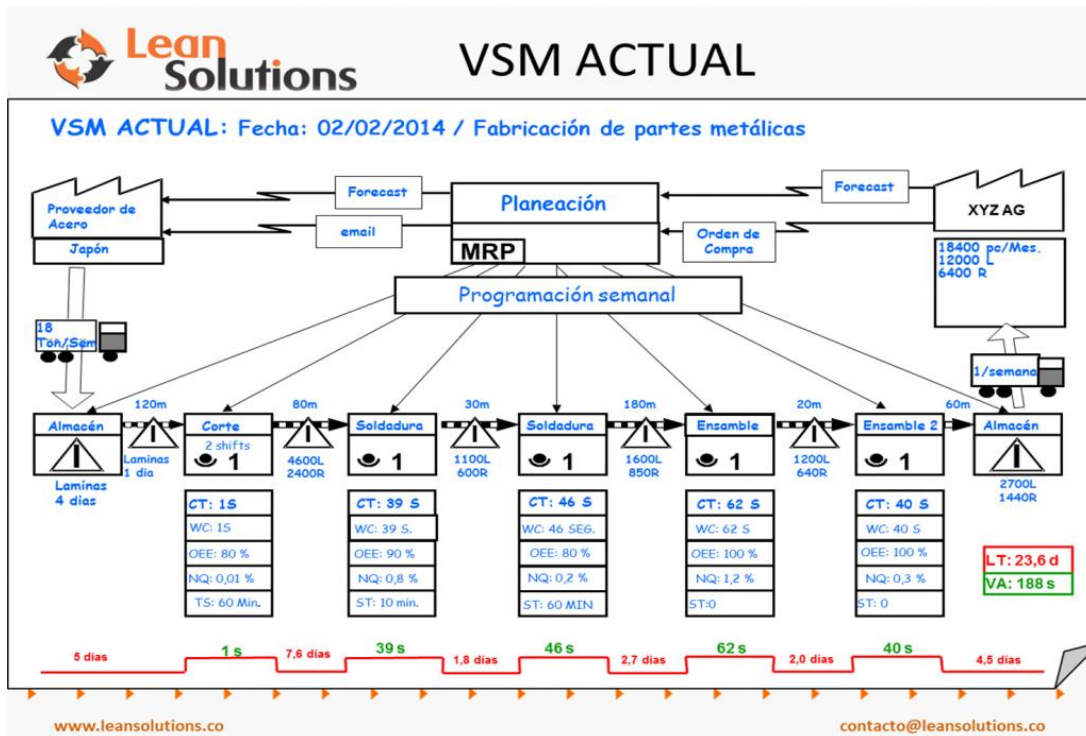 Lean
Solutions
VSM ACTUAL
VSM ACTUAL: Fecha: 02/02/2014 / Fabricación de partes metálicas
Proveedor de
Acero
Japón
Forecast
email
Planeación
MRP
Forecast
Orden de
Compra
XYZ AG
18400 pc/Mes.
12000 L
6400 R
Programación semanal
18
Ton/Sem
1/semana
120m
80m
30m
180m
20m
60m
Almacén
Laminas
4 dias
Laminas
1 dia
Corte
2 shifts
1
4600L
2400R
Soldadura
1
1100L
600R
Soldadura
1
1600L
850R
Ensamble
1
1200L
640R
Ensamble 2
1
Almacén
2700L
1440R
CT: 1S
WC: 1S
OEE: 80 %
NQ: 0,01 %
TS: 60 Min.
CT: 39 S
WC: 39 S.
OEE: 90 %
NQ: 0,8 %
ST: 10 min.
CT: 46 S
WC: 46 SEG.
OEE: 80 %
NQ: 0,2 %
ST: 60 MIN
CT: 62 S
WC: 62 S
OEE: 100 %
NQ: 1,2 %
ST:0
CT: 40 S
WC: 40 S
OEE: 100 %
NQ: 0,3 %
ST: 0
LT: 23,6 d
VA: 188 s
5 días
1 s
7,6 días
39 s
1,8 días
46 s
2,7 días
62 s
2,0 días
40 s
4,5 días
www.leansolutions.co
contacto@leansolutions.co